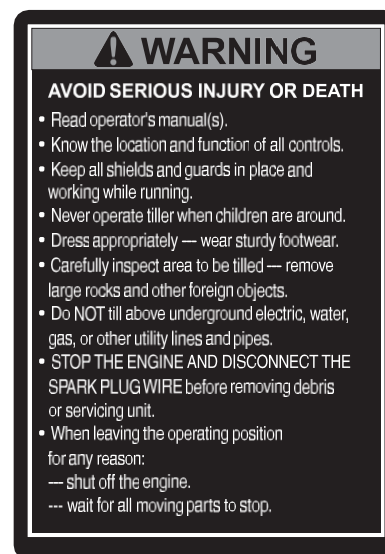 WARNING
AVOID SERIOUS INJURY OR DEATH
• Read operator's manual(s).
• Know the location and function of all controls.
• Keep all shields and guards in place and
working while running.
• Never operate tiller when children are around.
• Dress appropriately --- wear sturdy footwear.
• Carefully inspect area to be tilled --- remove
large rocks and other foreign objects.
• Do NOT till above underground electric, water,
gas, or other utility lines and pipes.
• STOP THE ENGINE AND DISCONNECT THE
SPARK PLUG WIRE before removing debris
or servicing unit.
• When leaving the operating position
for any reason:
--- shut off the engine.
--- wait for all moving parts to stop.